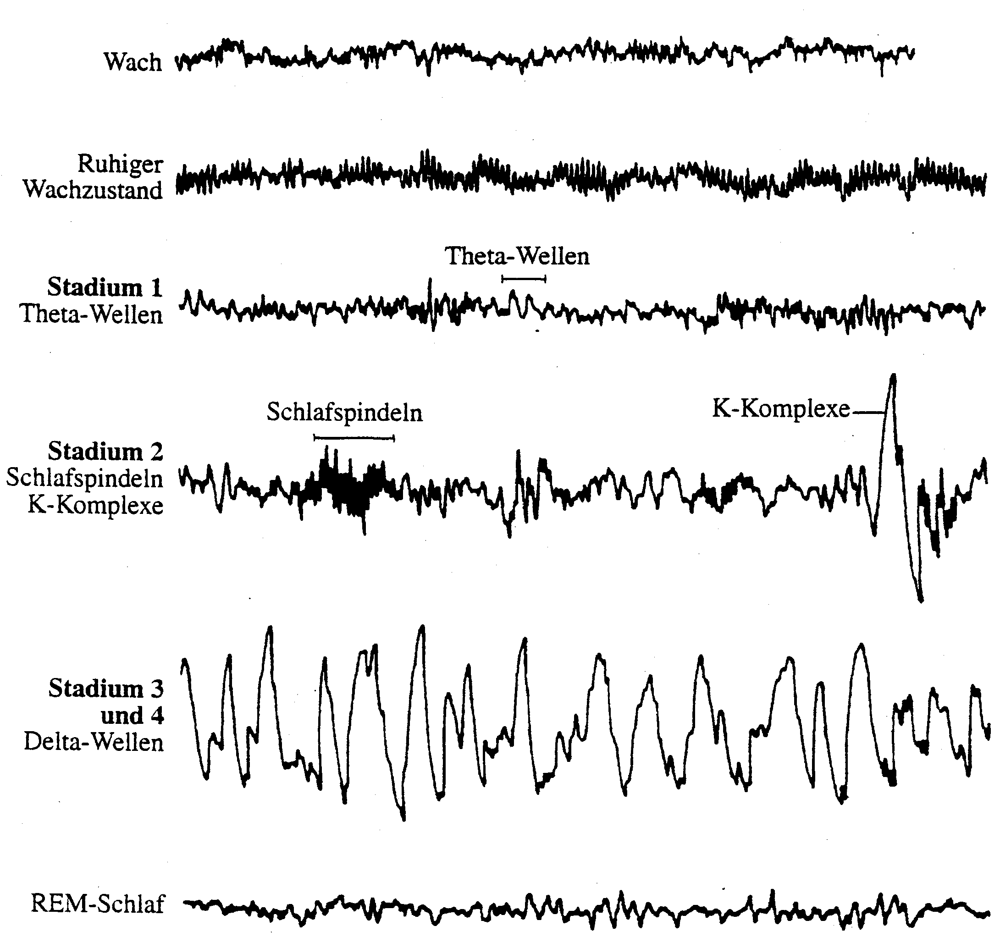 Wach
Ruhiger
Wachzustand
Theta-Wellen
Stadium 1
Theta-Wellen
Schlafspindeln
K-Komplexe
Stadium 2
Schlafspindeln
K-Komplexe
Stadium 3
und 4
Delta-Wellen
REM-Schlaf